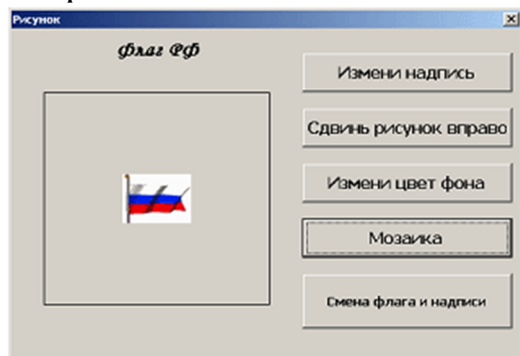 Рисунок
Флаг РФ
Измени надпись
Сдвинь рисунок вправо
Измени цвет фона
Мозаика
Смена флага и надписи